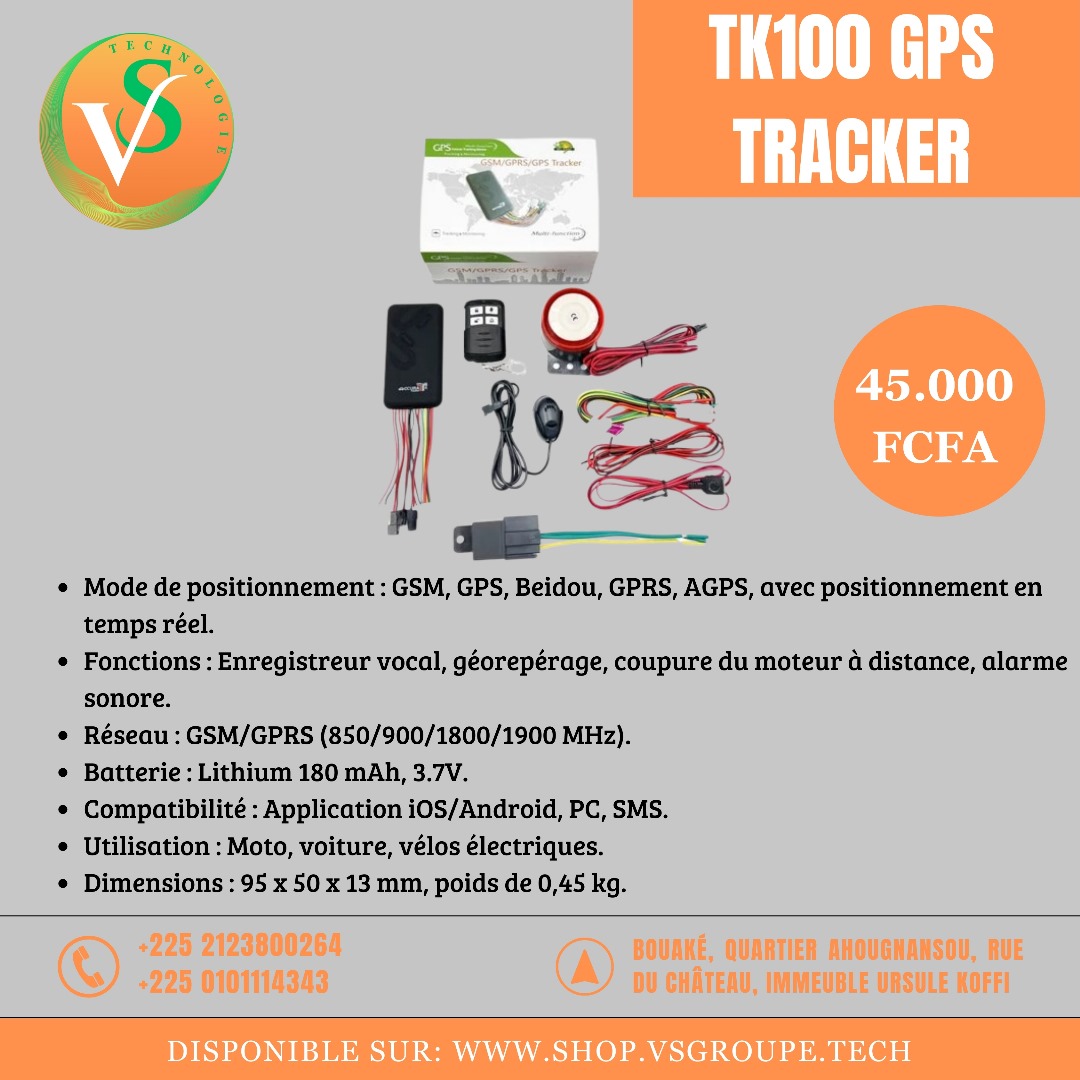 TECHNOLOGIE
VS
TK100 GPS
TRACKER
GPS
GSM/GPRS/GPS Tracker
Tracking & Monitoring
Multi-function
GPS
GSM/GPRS/GPS Tracker
45.000
FCFA
• Mode de positionnement : GSM, GPS, Beidou, GPRS, AGPS, avec positionnement en
temps réel.
• Fonctions : Enregistreur vocal, géorepérage, coupure du moteur à distance, alarme
sonore.
• Réseau : GSM/GPRS (850/900/1800/1900 MHz).
• Batterie : Lithium 180 mAh, 3.7V.
• Compatibilité : Application iOS/Android, PC, SMS.
• Utilisation : Moto, voiture, vélos électriques.
• Dimensions : 95 x 50 x 13 mm, poids de 0,45 kg.
+225 2123800264
+225 0101114343
BOUAKÉ, QUARTIER AHOUGNANSOU, RUE
DU CHÂTEAU, IMMEUBLE URSULE KOFFI
DISPONIBLE SUR: WWW.SHOP.VSGROUPE.TECH